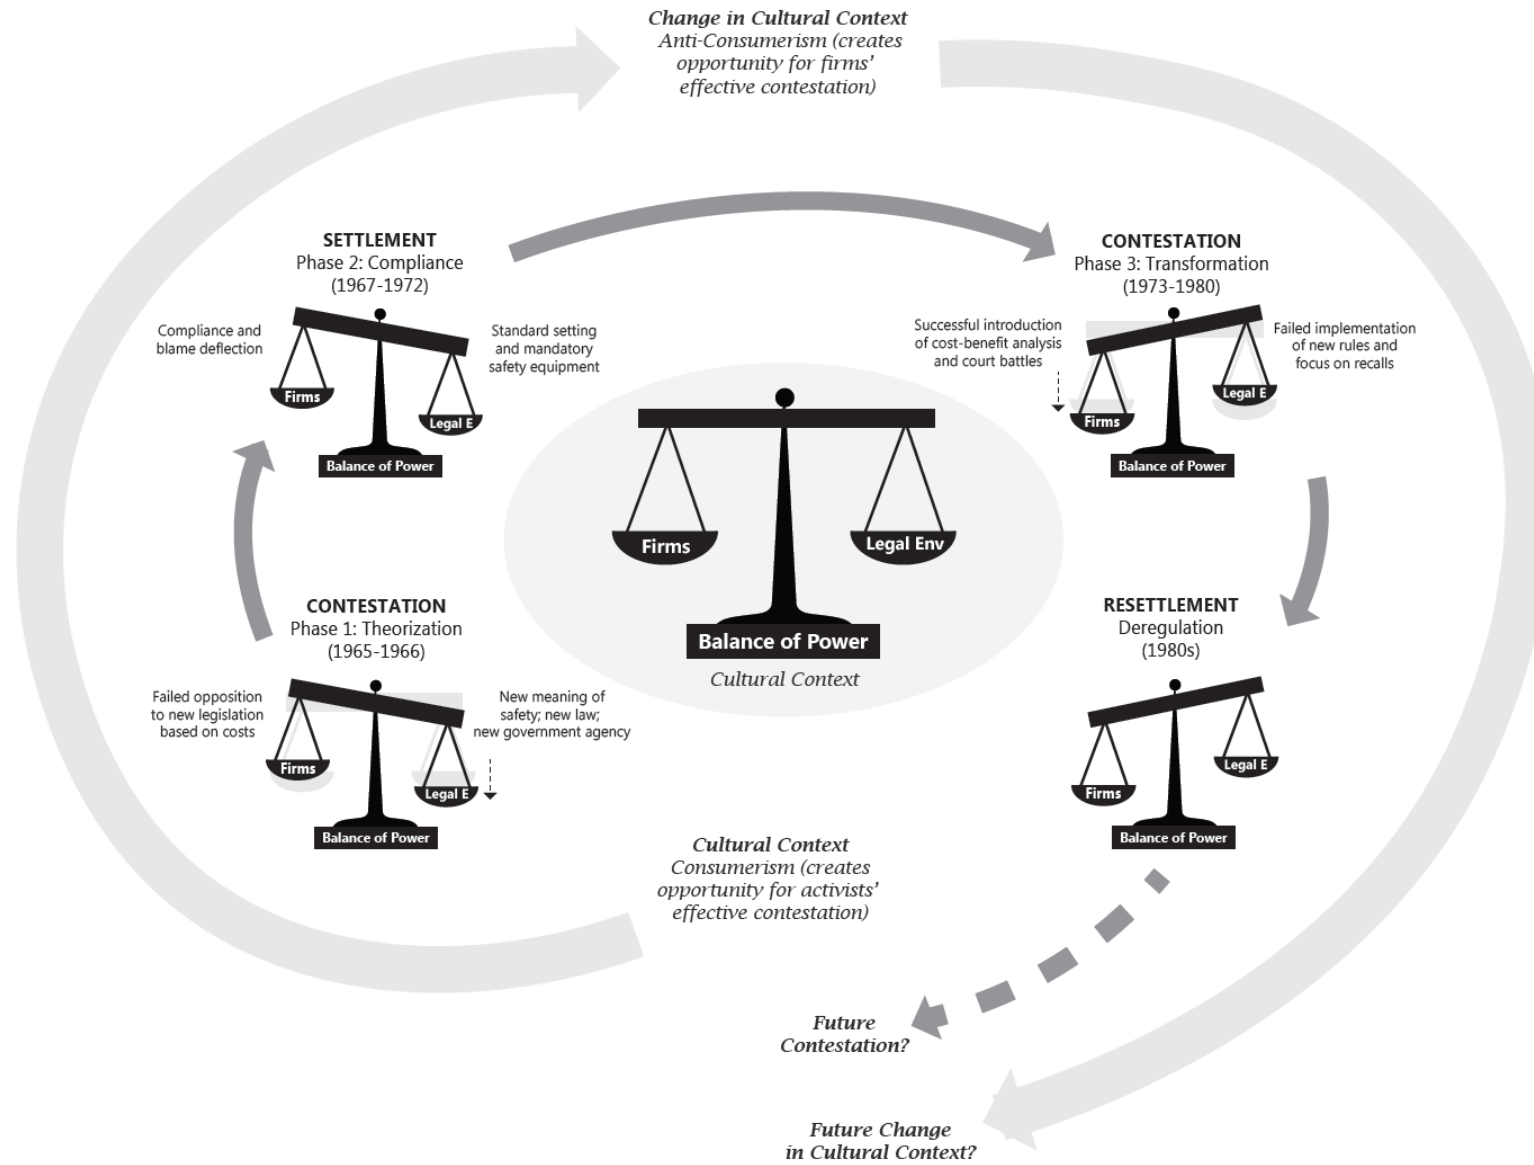 Change in Cultural Context
Anti-Consumerism (creates
opportunity for firms’
effective contestation)
SETTLEMENT
Phase 2: Compliance
(1967-1972)
Compliance and
blame deflection
Standard setting
and mandatory
safety equipment
Firms
Legal E
Balance of Power
CONTESTATION
Phase 3: Transformation
(1973-1980)
Successful introduction
of cost-benefit analysis
and court battles
Failed implementation
of new rules and
focus on recalls
Firms
Legal E
Balance of Power
Firms
Legal Env
Balance of Power
Cultural Context
CONTESTATION
Phase 1: Theorization
(1965-1966)
Failed opposition
to new legislation
based on costs
New meaning of
safety; new law;
new government agency
Firms
Legal E
Balance of Power
RESETTLEMENT
Deregulation
(1980s)
Firms
Legal E
Balance of Power
Cultural Context
Consumerism (creates
opportunity for activists’
effective contestation)
Future
Contestation?
Future Change
in Cultural Context?